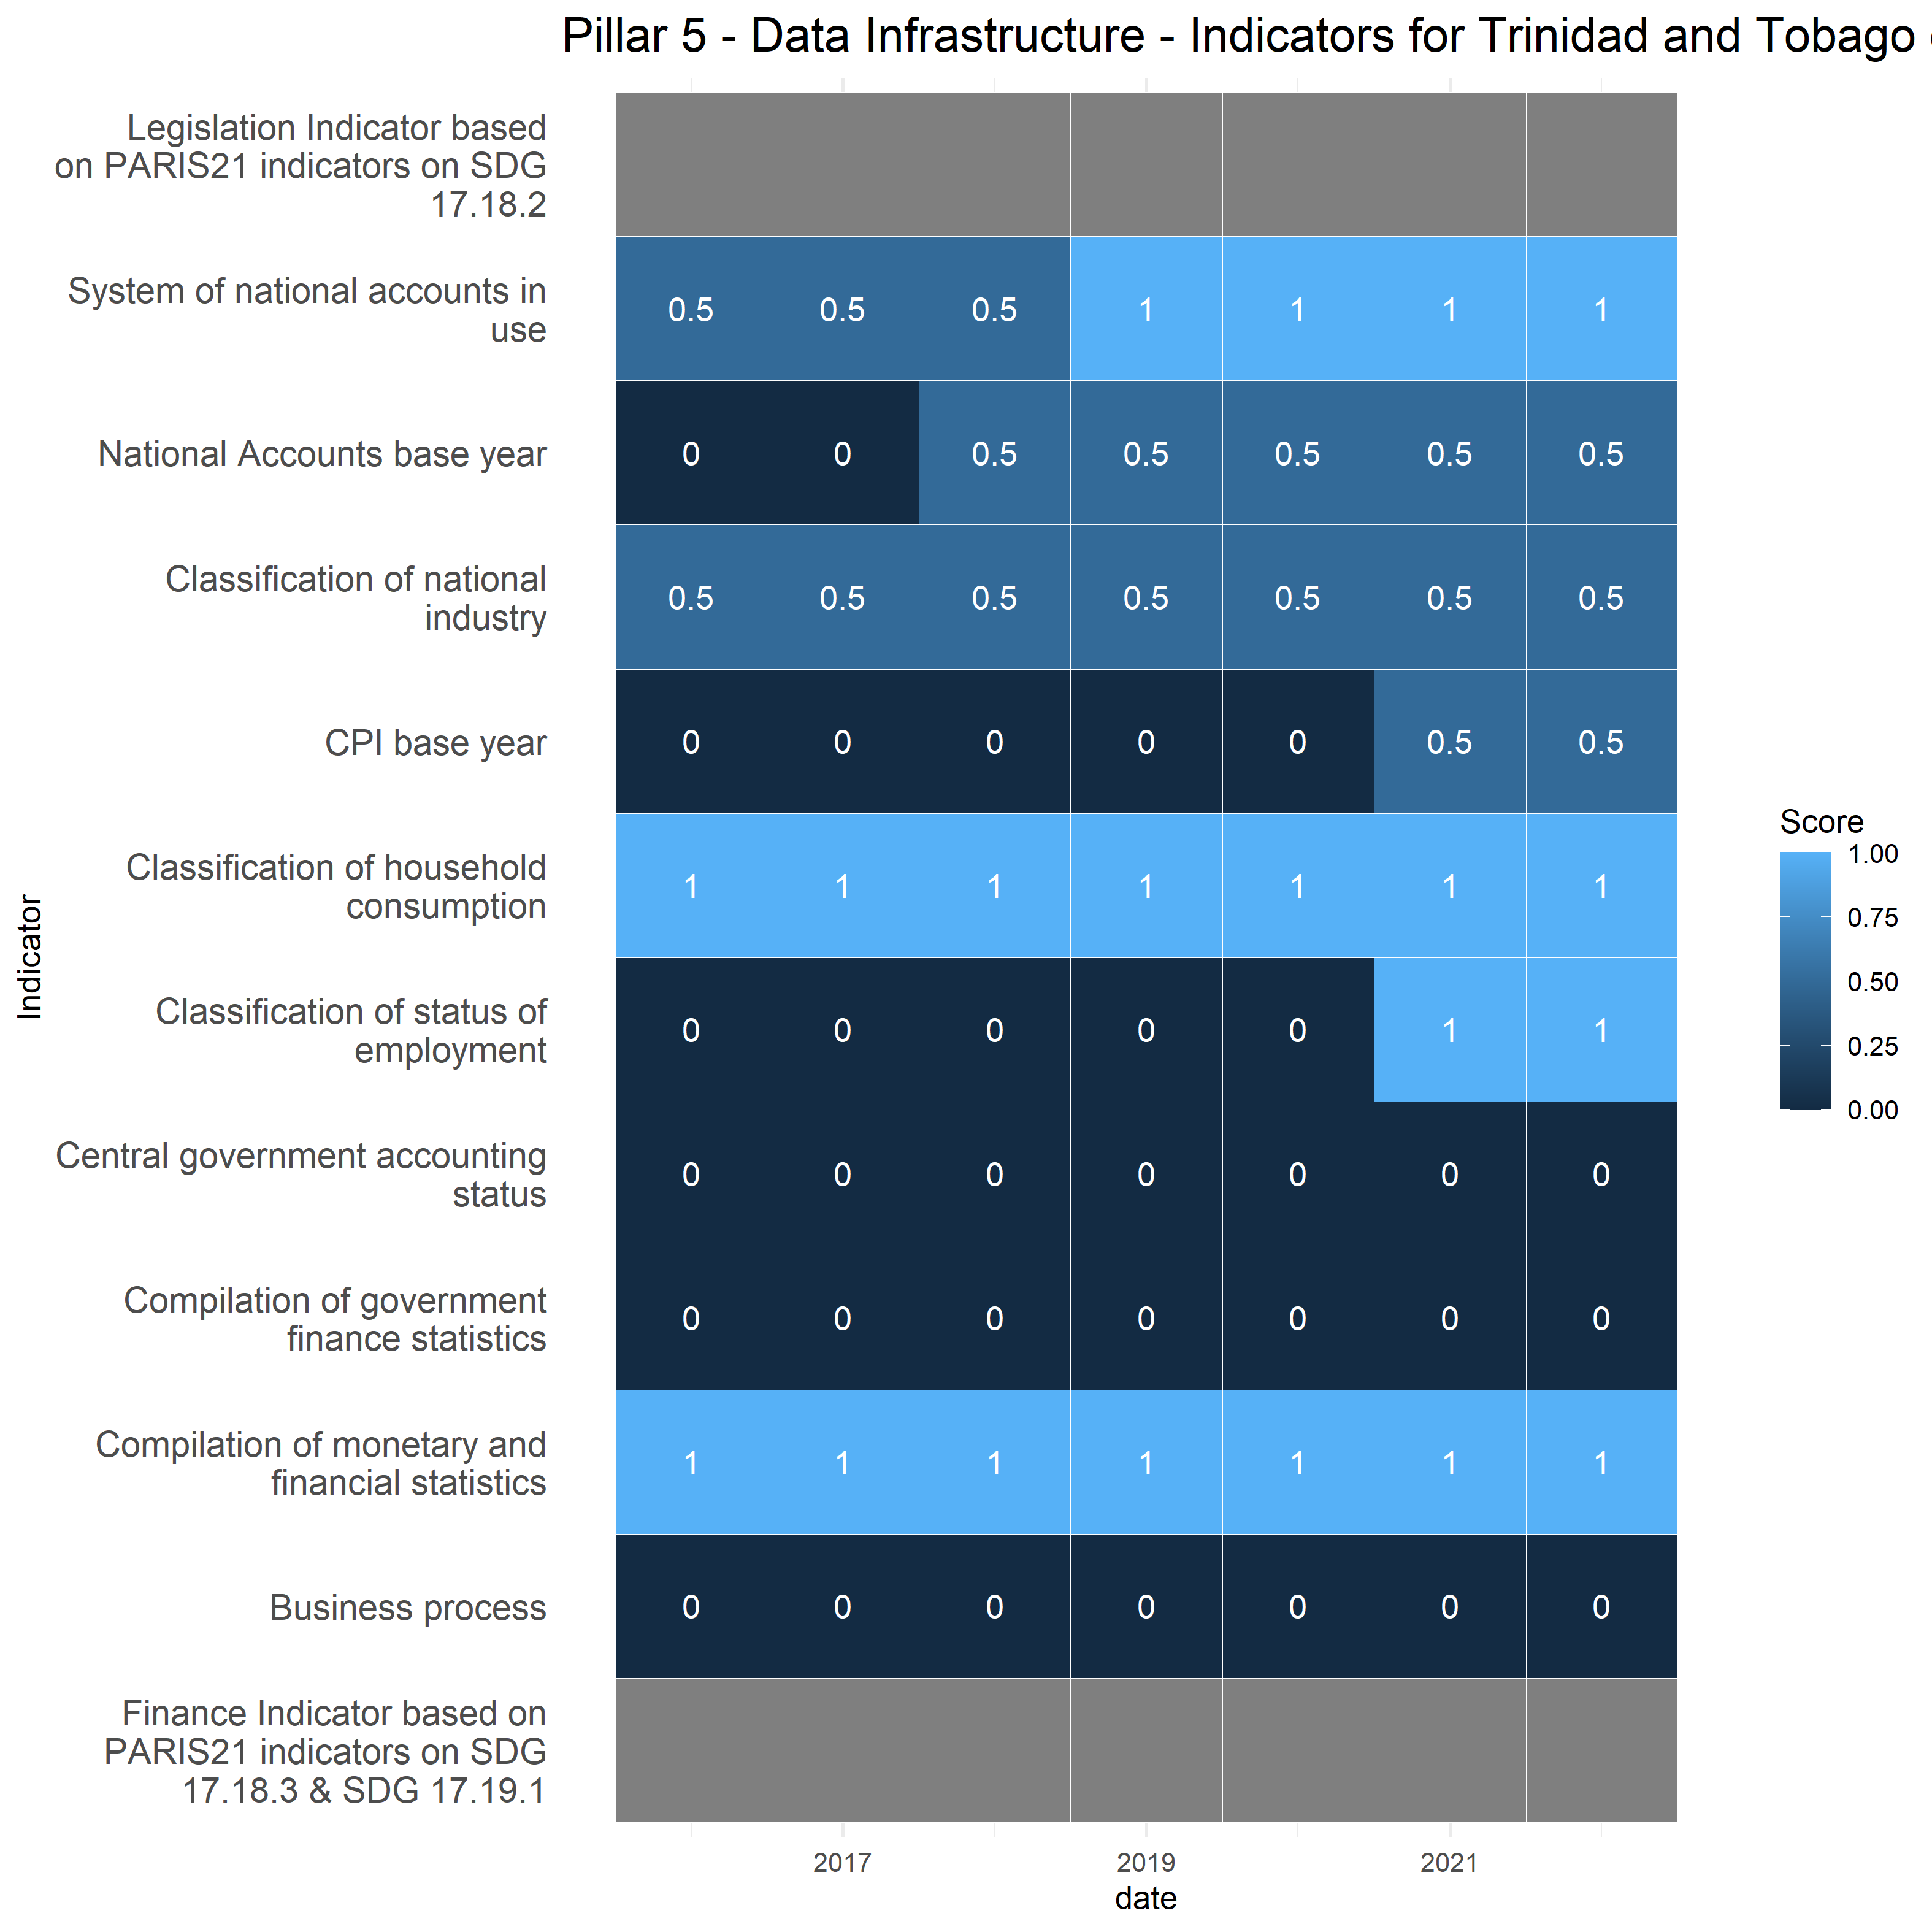 Pillar 5 - Data Infrastructure - Indicators for Trinidad and Tobago
Legislation Indicator based
on PARIS21 indicators on SDG
17.18.2
System of national accounts in
use
0.5 0.5 0.5 1 1 1 1
National Accounts base year
0 0 0.5 0.5 0.5 0.5 0.5
Classification of national
industry
0.5 0.5 0.5 0.5 0.5 0.5 0.5
CPI base year
0 0 0 0 0 0.5 0.5
Classification of household
consumption
1 1 1 1 1 1 1
Classification of status of
employment
0 0 0 0 0 1 1
Central government accounting
status
0 0 0 0 0 0 0
Compilation of government
finance statistics
0 0 0 0 0 0 0
Compilation of monetary and
financial statistics
1 1 1 1 1 1 1
Business process
0 0 0 0 0 0 0
Finance Indicator based on
PARIS21 indicators on SDG
17.18.3 & SDG 17.19.1
Indicator
2017 2019 2021
date
Score
1.00
0.75
0.50
0.25
0.00